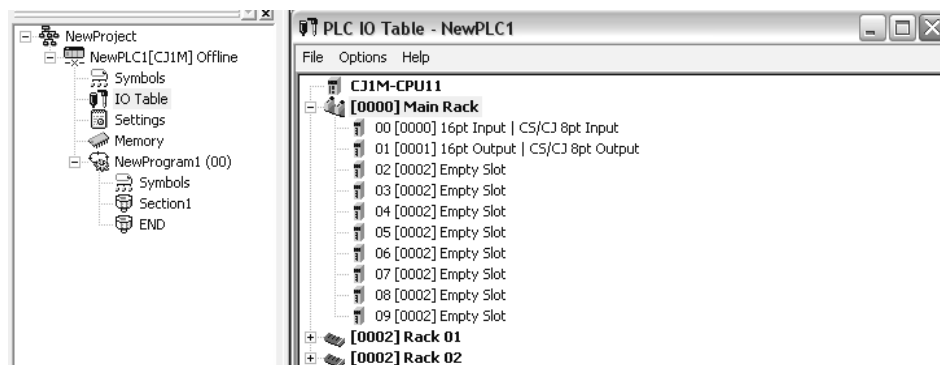 NewProject
NewPLC1[CJ1M] Offline
Symbols
IO Table
Settings
Memory
NewProgram1 (00)
Symbols
Section1
END
PLC IO Table - NewPLC1
File Options Help
CJ1M-CPU11
[0000] Main Rack
00 [0000] 16pt Input | CS/CJ 8pt Input
01 [0001] 16pt Output | CS/CJ 8pt Output
02 [0002] Empty Slot
03 [0002] Empty Slot
04 [0002] Empty Slot
05 [0002] Empty Slot
06 [0002] Empty Slot
07 [0002] Empty Slot
08 [0002] Empty Slot
09 [0002] Empty Slot
[0002] Rack 01
[0002] Rack 02